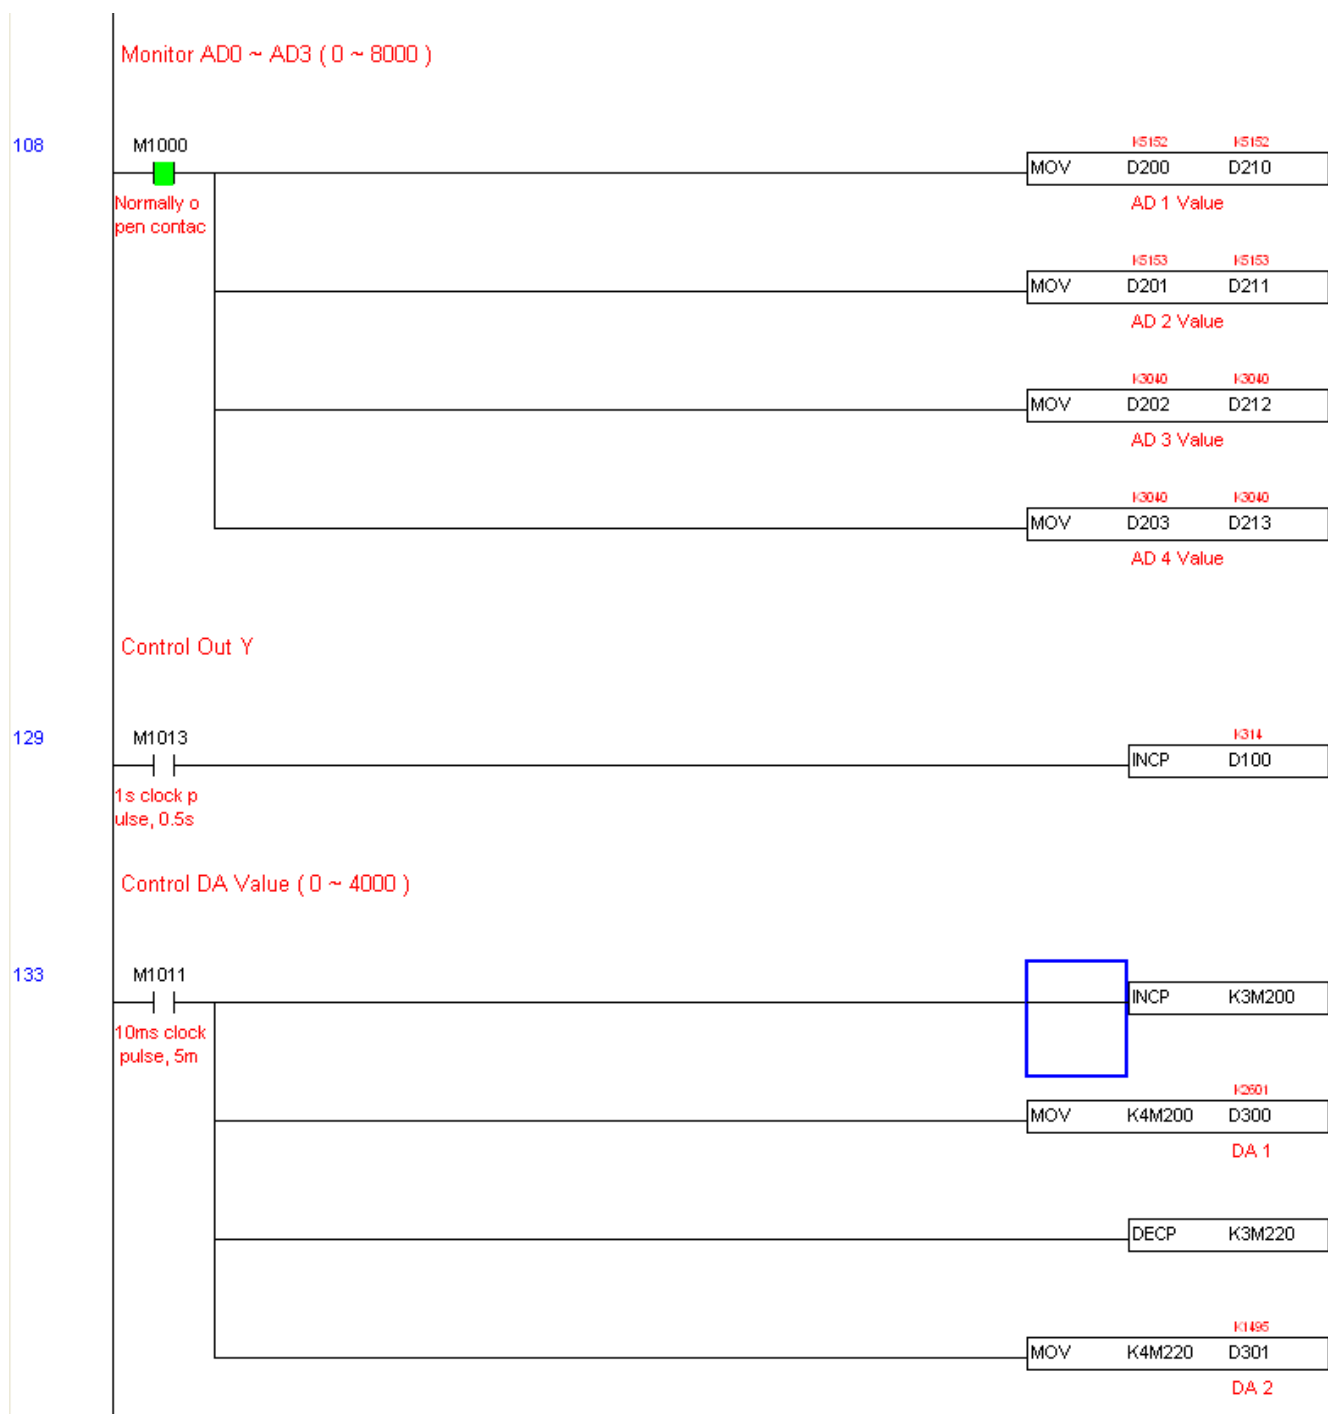 Monitor AD0 ~ AD3 ( 0 ~ 8000 )
108
M1000
K5152 K5152
MOV D200 D210
Normally o
pen contac
AD 1 Value
K5153 K5153
MOV D201 D211
AD 2 Value
K3040 K3040
MOV D202 D212
AD 3 Value
K3040 K3040
MOV D203 D213
AD 4 Value
Control Out Y
129
M1013
K314
INCP D100
1s clock p
ulse, 0.5s
Control DA Value ( 0 ~ 4000 )
133
M1011
INCP K3M200
10ms clock
pulse, 5m
K2601
MOV K4M200 D300
DA 1
DECP K3M220
K1495
MOV K4M220 D301
DA 2